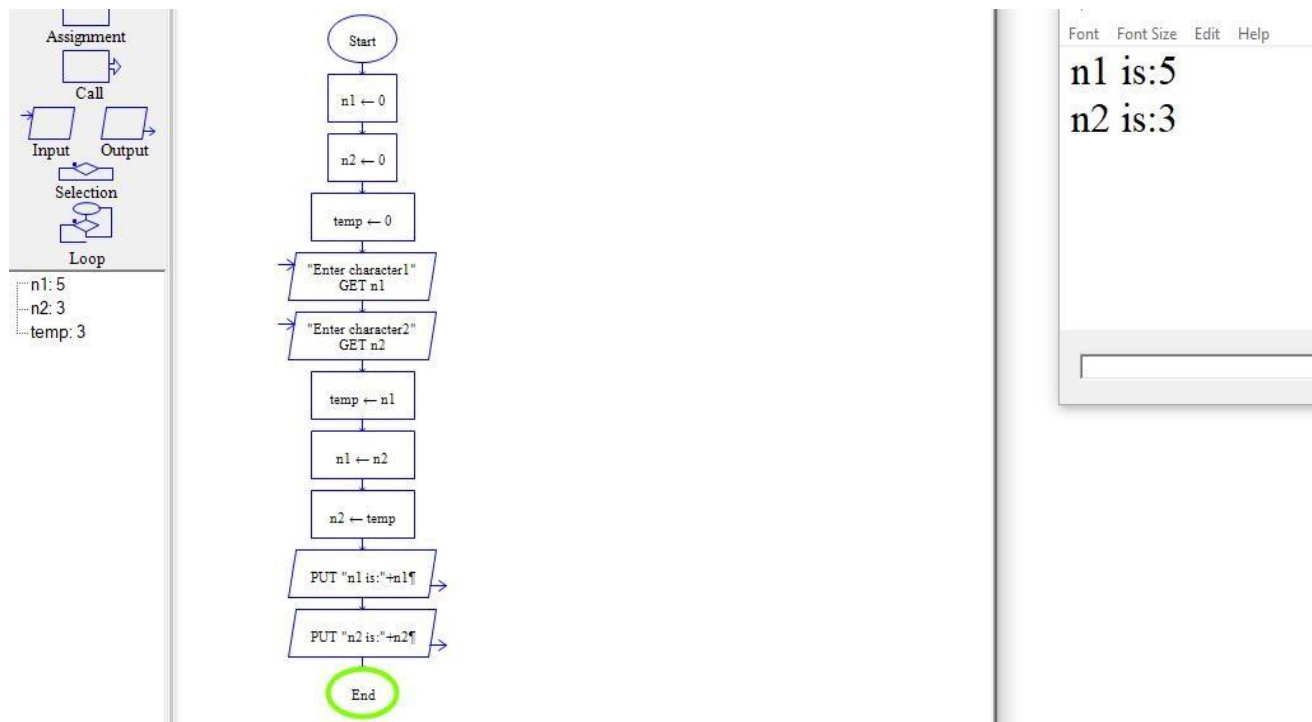 Assignment
Call
Input Output
Selection
Loop
n1: 5
n2: 3
temp: 3
Start
n1 ← 0
n2 ← 0
temp ← 0
"Enter character1"
GET n1
"Enter character2"
GET n2
temp ← n1
n1 ← n2
n2 ← temp
PUT "n1 is:"+n1¶
PUT "n2 is:"+n2¶
End
Font Font Size Edit Help
n1 is:5
n2 is:3